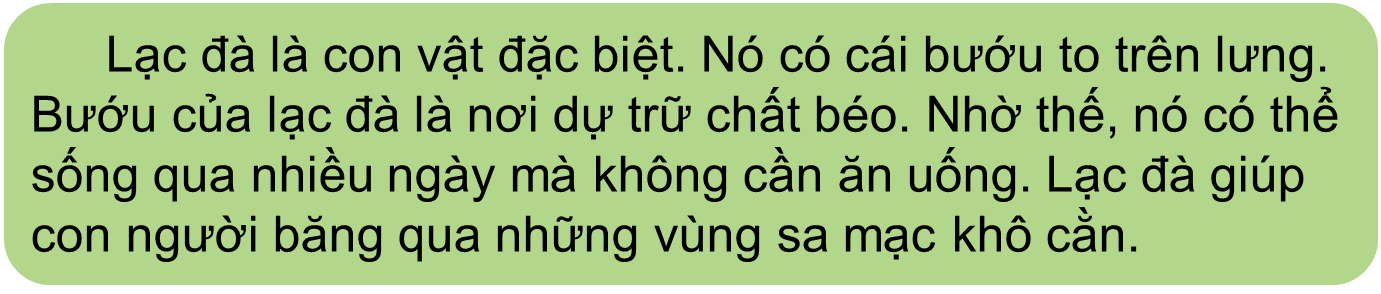 Lạc đà là con vật đặc biệt. Nó có cái bướu to trên lưng.
Bướu của lạc đà là nơi dự trữ chất béo. Nhờ thế, nó có thể
sống qua nhiều ngày mà không cần ăn uống. Lạc đà giúp
con người băng qua những vùng sa mạc khô cằn.